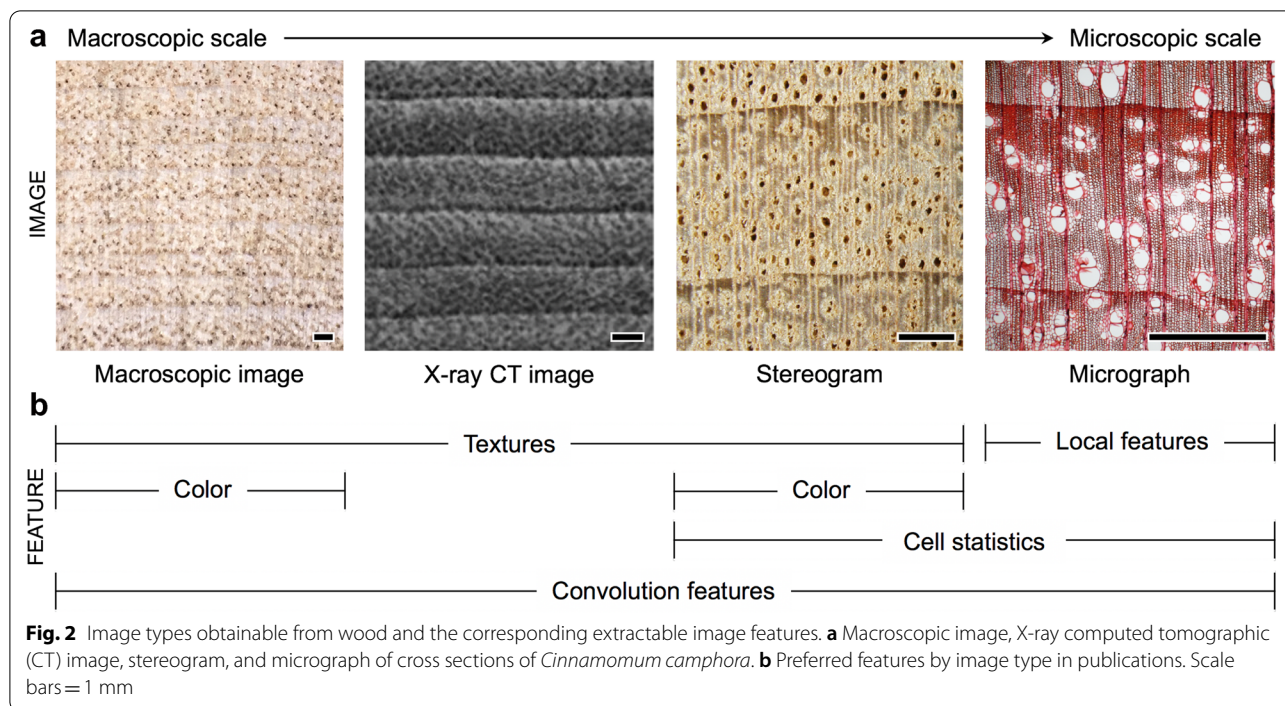 a Macroscopic scale Microscopic scale
IMAGE
Macroscopic image X-ray CT image Stereogram Micrograph
b
FEATURE
Textures Local features
Color Color
Cell statistics
Convolution features
Fig. 2 Image types obtainable from wood and the corresponding extractable image features. a Macroscopic image, X-ray computed tomographic
(CT) image, stereogram, and micrograph of cross sections of Cinnamomum camphora. b Preferred features by image type in publications. Scale
bars = 1 mm